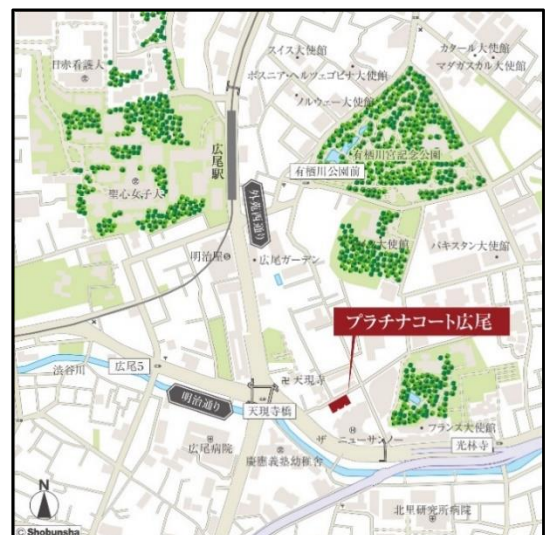 スイス大使館
カタール大使館
ボスニア・ヘルツェゴビナ大使館
マダガスカル大使館
ノルウェー大使館
日赤看護大
広尾駅
有栖川宮記念公園
有栖川公園前
聖心女子大
外苑西通り
大使館
パキスタン大使館
明治屋
広尾ガーデン
プラチナコート広尾
天現寺
渋谷川
広尾5
明治通り
天現寺橋
ザ ニューサンノー
フランス大使館
光林寺
広尾病院
慶應義塾幼稚舎
北里研究所病院
N
© Shobunsha